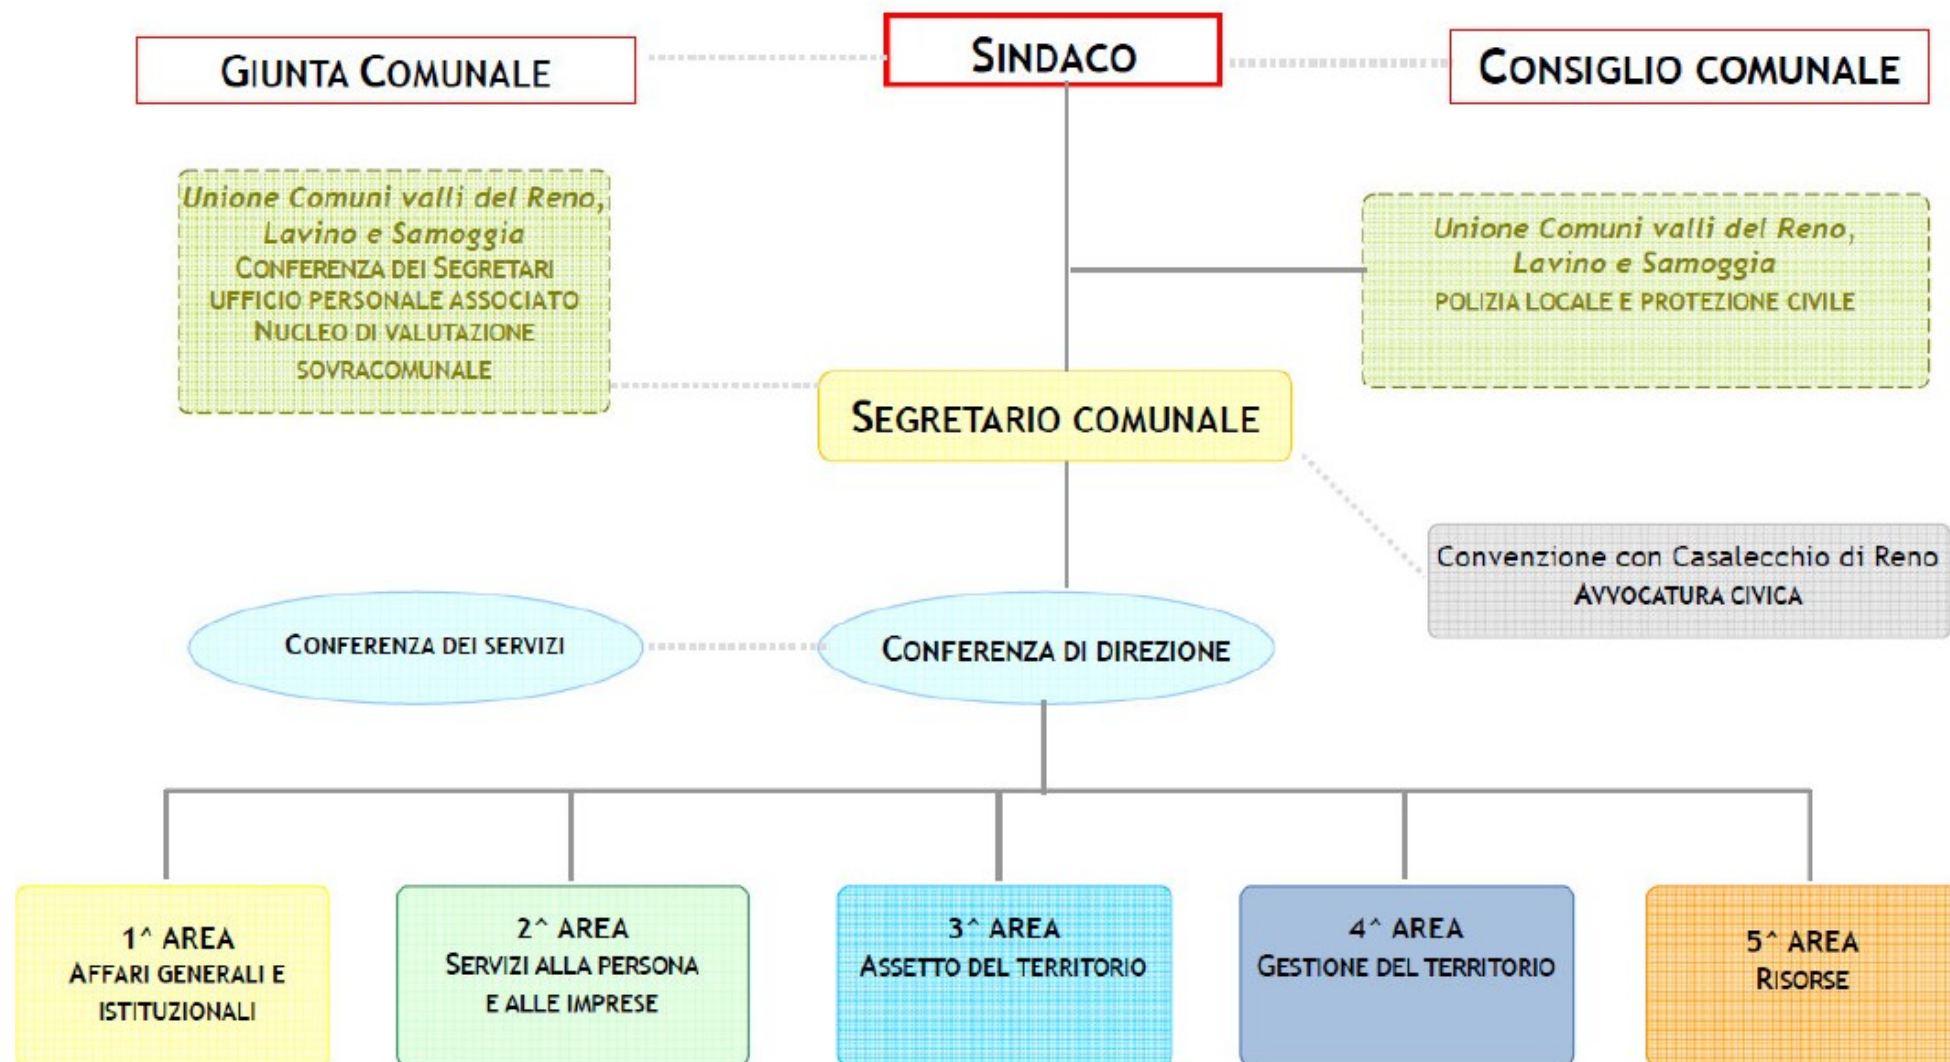 GIUNTA COMUNALE
SINDACO
CONSIGLIO COMUNALE
Unione Comuni valli del Reno,
Lavino e Samoggia
CONFERENZA DEI SEGRETARI
UFFICIO PERSONALE ASSOCIATO
NUCLEO DI VALUTAZIONE
SOVRACOMUNALE
Unione Comuni valli del Reno,
Lavino e Samoggia
POLIZIA LOCALE E PROTEZIONE CIVILE
SEGRETARIO COMUNALE
Convenzione con Casalecchio di Reno
AVVOCATURA CIVICA
CONFERENZA DEI SERVIZI
CONFERENZA DI DIREZIONE
1^ AREA
AFFARI GENERALI E
ISTITUZIONALI
2^ AREA
SERVIZI ALLA PERSONA
E ALLE IMPRESE
3^ AREA
ASSETTO DEL TERRITORIO
4^ AREA
GESTIONE DEL TERRITORIO
5^ AREA
RISORSE